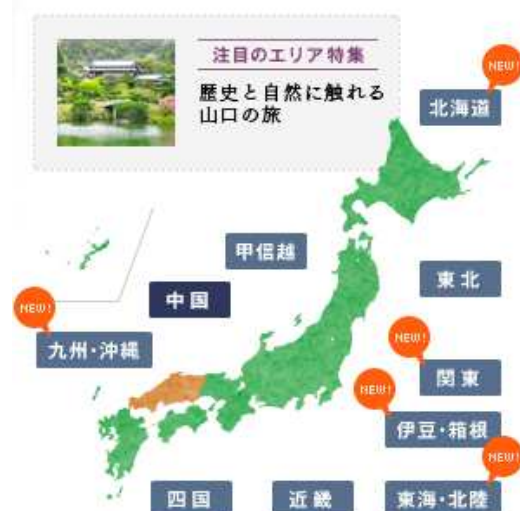 注目のエリア特集
歴史と自然に触れる
山口の旅
NEW!
北海道
甲信越
東北
中国
NEW!
九州・沖縄
NEW!
関東
NEW!
伊豆・箱根
NEW!
四国
近畿
東海・北陸